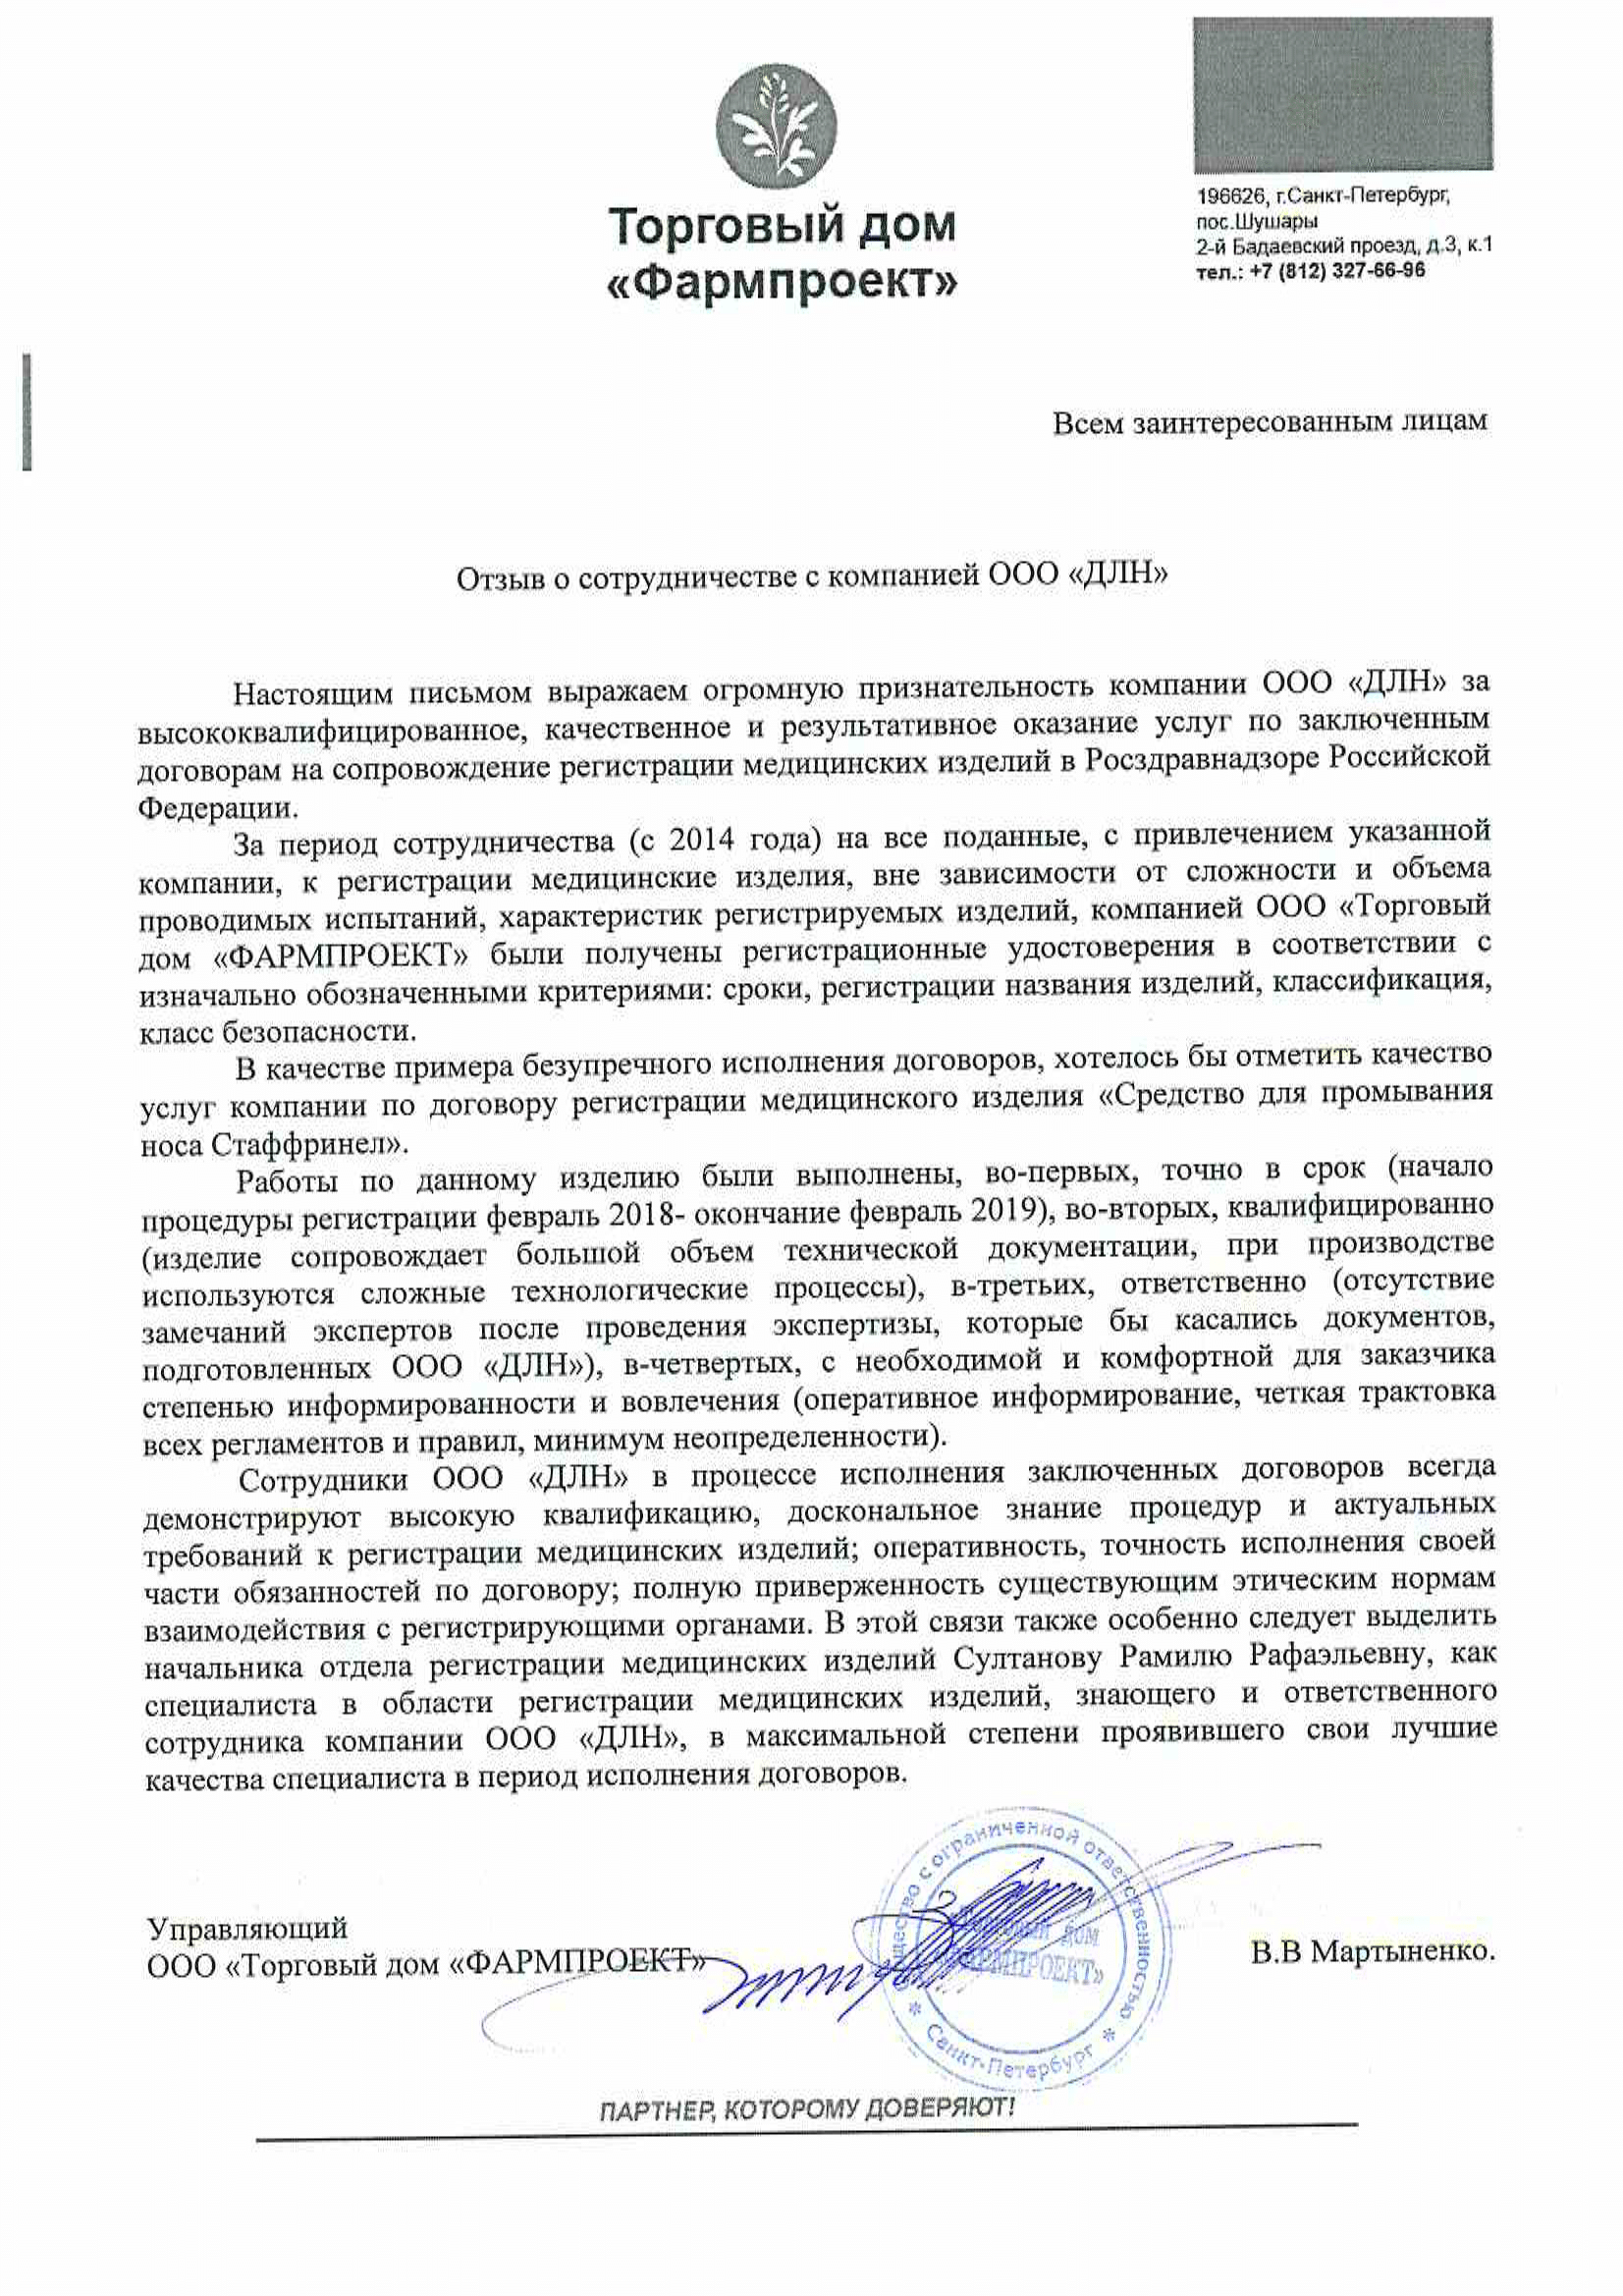 Торговый дом
«Фармпроект»
196626, г.Санкт-Петербург,
пос.Шушары
2-й Бадаевский проезд, д.3, к.1
тел.: +7 (812) 327-66-96
Всем заинтересованным лицам
Отзыв о сотрудничестве с компанией ООО «ДЛН»
Настоящим письмом выражаем огромную признательность компании ООО «ДЛН» за
высококвалифицированное, качественное и результативное оказание услуг по заключенным
договорам на сопровождение регистрации медицинских изделий в Росздравнадзоре Российской
Федерации.
За период сотрудничества (с 2014 года) на все поданные, с привлечением указанной
компании, к регистрации медицинские изделия, вне зависимости от сложности и объема
проводимых испытаний, характеристик регистрируемых изделий, компанией ООО «Торговый
дом «ФАРМПРОЕКТ» были получены регистрационные удостоверения в соответствии с
изначально обозначенными критериями: сроки, регистрации названия изделий, классификация,
класс безопасности.
В качестве примера безупречного исполнения договоров, хотелось бы отметить качество
услуг компании по договору регистрации медицинского изделия «Средство для промывания
носа Стаффринел».
Работы по данному изделию были выполнены, во-первых, точно в срок (начало
процедуры регистрации февраль 2018- окончание февраль 2019), во-вторых, квалифицированно
(изделие сопровождает большой объем технической документации, при производстве
используются сложные технологические процессы), в-третьих, ответственно (отсутствие
замечаний экспертов после проведения экспертизы, которые бы касались документов,
подготовленных ООО «ДЛН»), в-четвертых, с необходимой и комфортной для заказчика
степенью информированности и вовлечения (оперативное информирование, четкая трактовка
всех регламентов и правил, минимум неопределенности).
Сотрудники ООО «ДЛН» в процессе исполнения заключенных договоров всегда
демонстрируют высокую квалификацию, доскональное знание процедур и актуальных
требований к регистрации медицинских изделий; оперативность, точность исполнения своей
части обязанностей по договору; полную приверженность существующим этическим нормам
взаимодействия с регистрирующими органами. В этой связи также особенно следует выделить
начальника отдела регистрации медицинских изделий Султанову Рамилю Рафаэльевну, как
специалиста в области регистрации медицинских изделий, знающего и ответственного
сотрудника компании ООО «ДЛН», в максимальной степени проявившего свои лучшие
качества специалиста в период исполнения договоров.
Управляющий
ООО «Торговый дом «ФАРМПРОЕКТ»
В.В Мартыненко.
Общество с ограниченной ответственностью
Торговый дом
ФАРМПРОЕКТ»
* Санкт-Петербург *
ПАРТНЕР, КОТОРОМУ ДОВЕРЯЮТ!